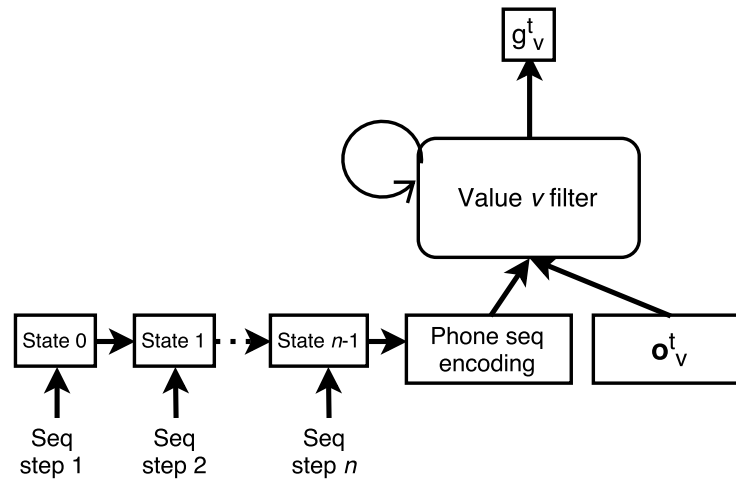 g^t_v
Value v filter
State 0
State 1
State n-1
Phone seq
encoding
o^t_v
Seq
step 1
Seq
step 2
Seq
step n